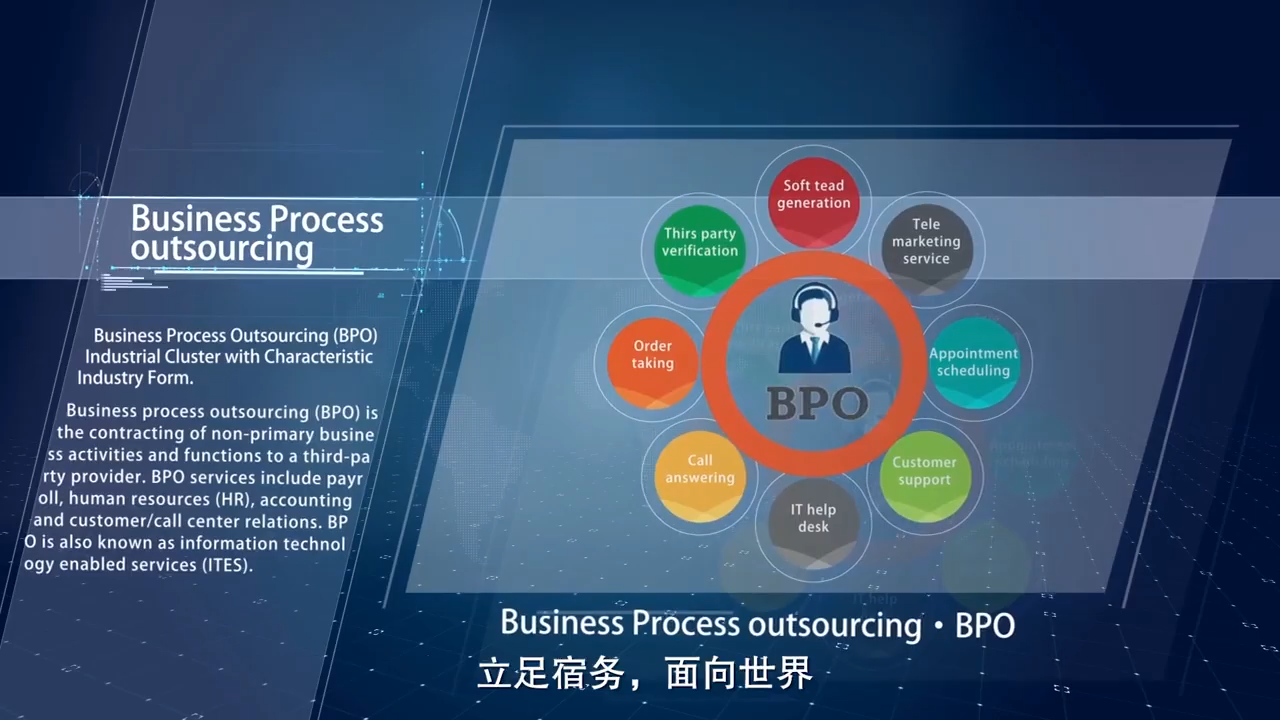 Business Process
outsourcing
Business Process Outsourcing (BPO)
Industrial Cluster with Characteristic
Industry Form.
Business process outsourcing (BPO) is
the contracting of non-primary busine
ss activities and functions to a third-pa
rty provider. BPO services include payr
oll, human resources (HR), accounting
and customer/call center relations. BP
O is also known as information technol
ogy enabled services (ITES).
Soft tead
generation
Tele
marketing
service
Appointment
scheduling
Customer
support
IT help
desk
Call
answering
Order
taking
Thirs party
verification
BPO
Business Process outsourcing・BPO
立足宿务，面向世界